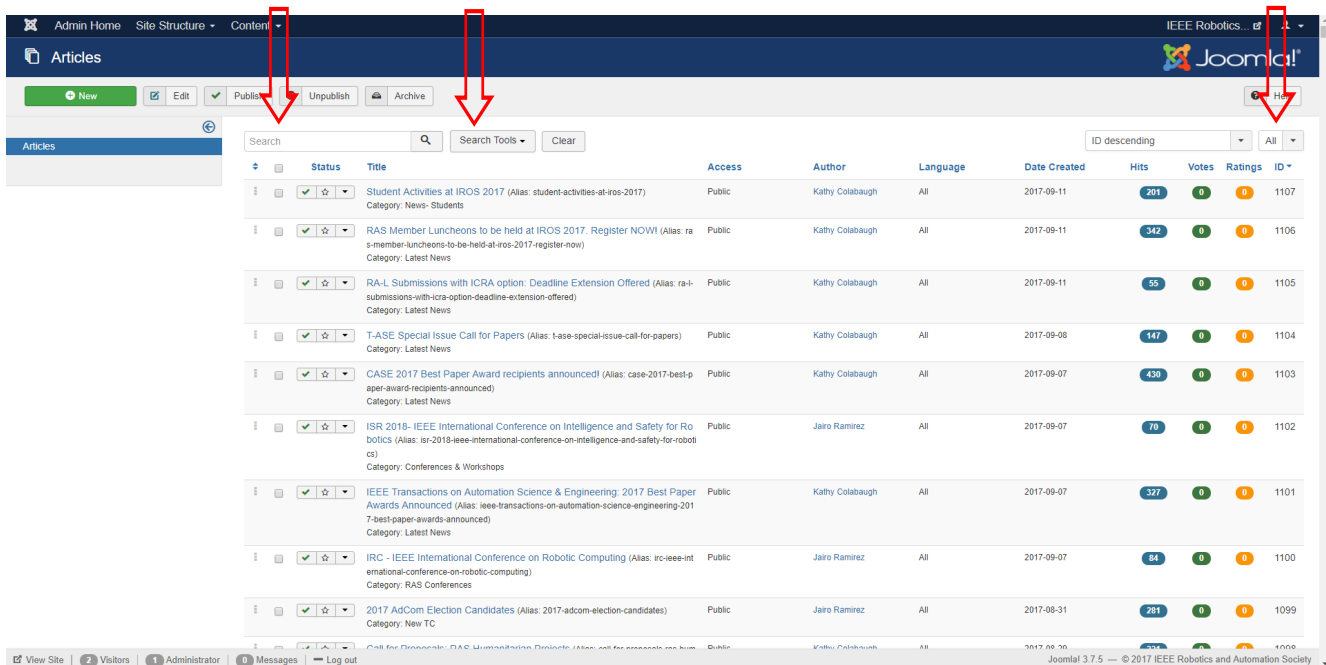 Admin Home Site Structure Content IEEE Robotics...
Articles Joomla!®
New Edit Publish Unpublish Archive Help
Articles
Search Search Tools Clear ID descending All
Status Title Access Author Language Date Created Hits Votes Ratings ID
Student Activities at IROS 2017 (Alias: student-activities-at-iros-2017) Public Kathy Colabaugh All 2017-09-11 201 0 0 1107
Category: News- Students
RAS Member Luncheons to be held at IROS 2017. Register NOW! (Alias: ra Public Kathy Colabaugh All 2017-09-11 342 0 0 1106
s-member-luncheons-to-be-held-at-iros-2017-register-now)
Category: Latest News
RA-L Submissions with ICRA option: Deadline Extension Offered (Alias: ra-l- Public Kathy Colabaugh All 2017-09-11 55 0 0 1105
submissions-with-icra-option-deadline-extension-offered)
Category: Latest News
T-ASE Special Issue Call for Papers (Alias: t-ase-special-issue-call-for-papers) Public Kathy Colabaugh All 2017-09-08 147 0 0 1104
Category: Latest News
CASE 2017 Best Paper Award recipients announced! (Alias: case-2017-best-p Public Kathy Colabaugh All 2017-09-07 430 0 0 1103
aper-award-recipients-announced)
Category: Latest News
ISR 2018- IEEE International Conference on Intelligence and Safety for Ro Public Jairo Ramirez All 2017-09-07 70 0 0 1102
botics (Alias: isr-2018-ieee-international-conference-on-intelligence-and-safety-for-roboti
cs)
Category: Conferences & Workshops
IEEE Transactions on Automation Science & Engineering: 2017 Best Paper Public Kathy Colabaugh All 2017-09-07 327 0 0 1101
Awards Announced (Alias: ieee-transactions-on-automation-science-engineering-201
7-best-paper-awards-announced)
Category: Latest News
IRC - IEEE International Conference on Robotic Computing (Alias: irc-ieee-int Public Jairo Ramirez All 2017-09-07 84 0 0 1100
ernational-conference-on-robotic-computing)
Category: RAS Conferences
2017 AdCom Election Candidates (Alias: 2017-adcom-election-candidates) Public Jairo Ramirez All 2017-08-31 281 0 0 1099
Category: New TC
Call for Proposals: RAS Humanitarian Projects
View Site 2 Visitors 1 Administrator 0 Messages Log out Joomla! 3.7.5 — © 2017 IEEE Robotics and Automation Society